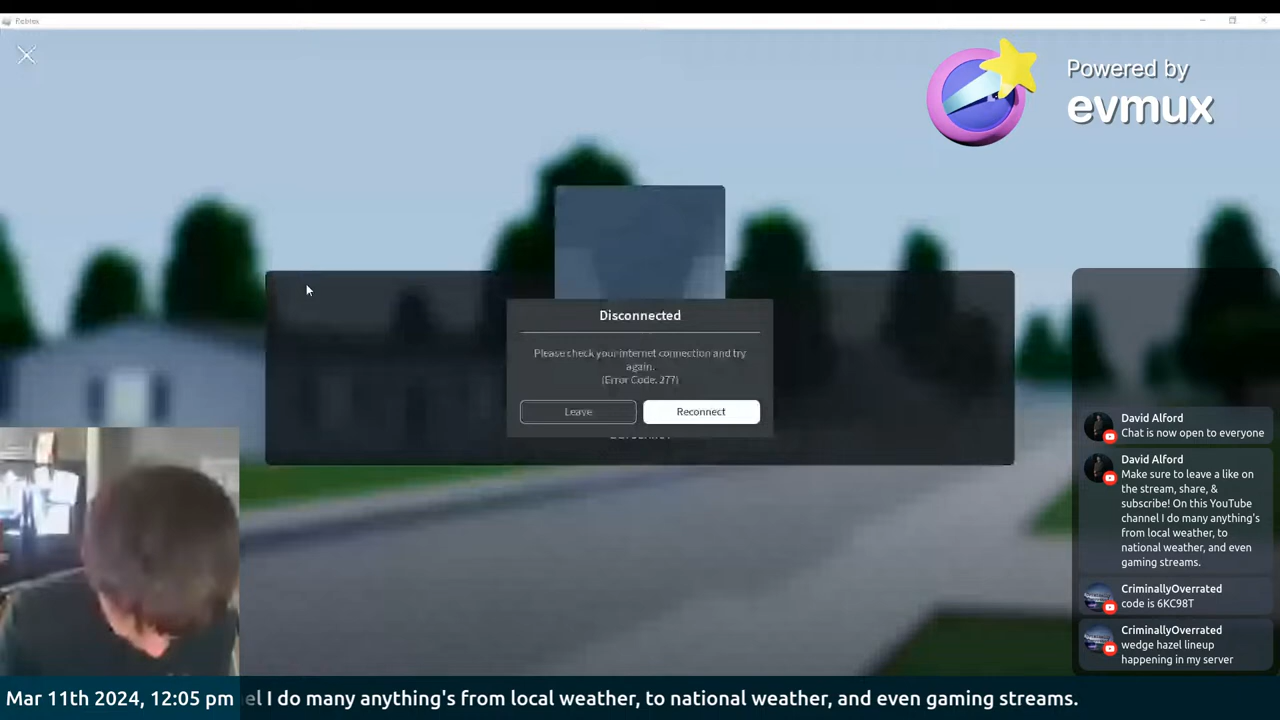 Roblox
Powered by
evmux
Disconnected
Please check your internet connection and try
again.
(Error Code: 277)
Leave
Reconnect
David Alford
Chat is now open to everyone
David Alford
Make sure to leave a like on
the stream, share, &
subscribe! On this YouTube
channel I do many anything's
from local weather, to
national weather, and even
gaming streams.
CriminallyOverrated
code is 6KC98T
CriminallyOverrated
wedge hazel lineup
happening in my server
Mar 11th 2024, 12:05 pm
el I do many anything's from local weather, to national weather, and even gaming streams.